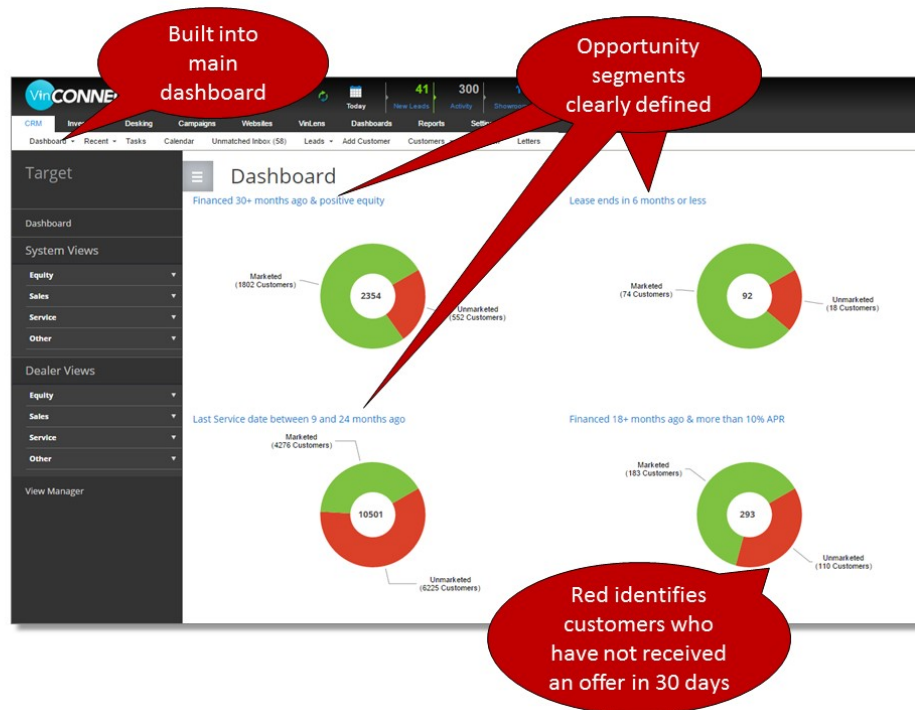 Built into
main
dashboard
Opportunity
segments
clearly defined
41
300
Today
New Leads
Activity
CRM
Desking
Campaigns
Websites
VinLens
Dashboards
Reports
Dashboard
Recent
Tasks
Calendar
Unmatched Inbox (58)
Leads
Add Customer
Customers
Letters
Target
Dashboard
Financed 30+ months ago & positive equity
Lease ends in 6 months or less
Dashboard
System Views
Equity
Sales
Service
Other
Marketed
(1802 Customers)
2354
Unmarketed
(552 Customers)
Marketed
(74 Customers)
92
Unmarketed
(18 Customers)
Dealer Views
Equity
Sales
Service
Other
View Manager
Last Service date between 9 and 24 months ago
Financed 18+ months ago & more than 10% APR
Marketed
(4276 Customers)
10501
Unmarketed
(6225 Customers)
Marketed
(183 Customers)
293
Unmarketed
(110 Customers)
Red identifies
customers who
have not received
an offer in 30 days